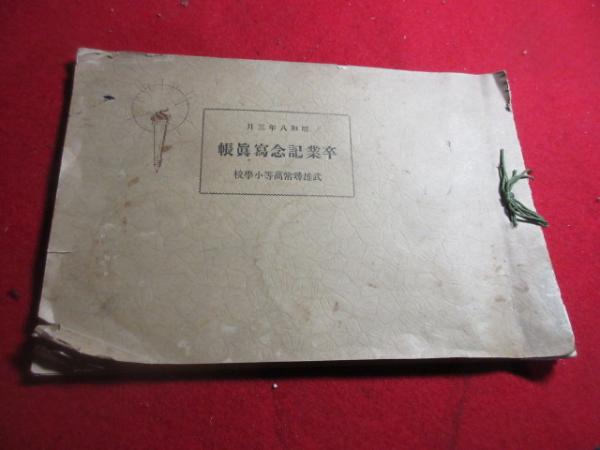 昭和八年三月
卒業記念寫眞帳
武雄尋常高等小學校